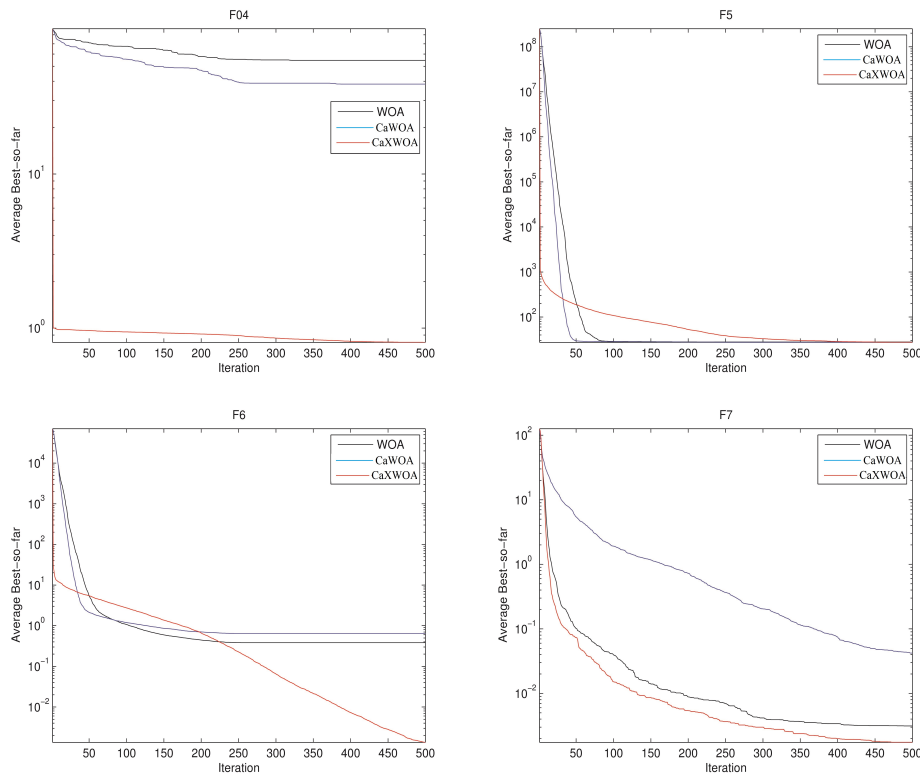 F04
Average Best-so-far
10^1
10^0
WOA
CaWOA
CaXWOA
50 100 150 200 250 300 350 400 450 500
Iteration
F5
Average Best-so-far
10^8
10^7
10^6
10^5
10^4
10^3
10^2
WOA
CaWOA
CaXWOA
50 100 150 200 250 300 350 400 450 500
Iteration
F6
Average Best-so-far
10^4
10^3
10^2
10^1
10^0
10^-1
10^-2
WOA
CaWOA
CaXWOA
50 100 150 200 250 300 350 400 450 500
Iteration
F7
Average Best-so-far
10^2
10^1
10^0
10^-1
10^-2
WOA
CaWOA
CaXWOA
50 100 150 200 250 300 350 400 450 500
Iteration